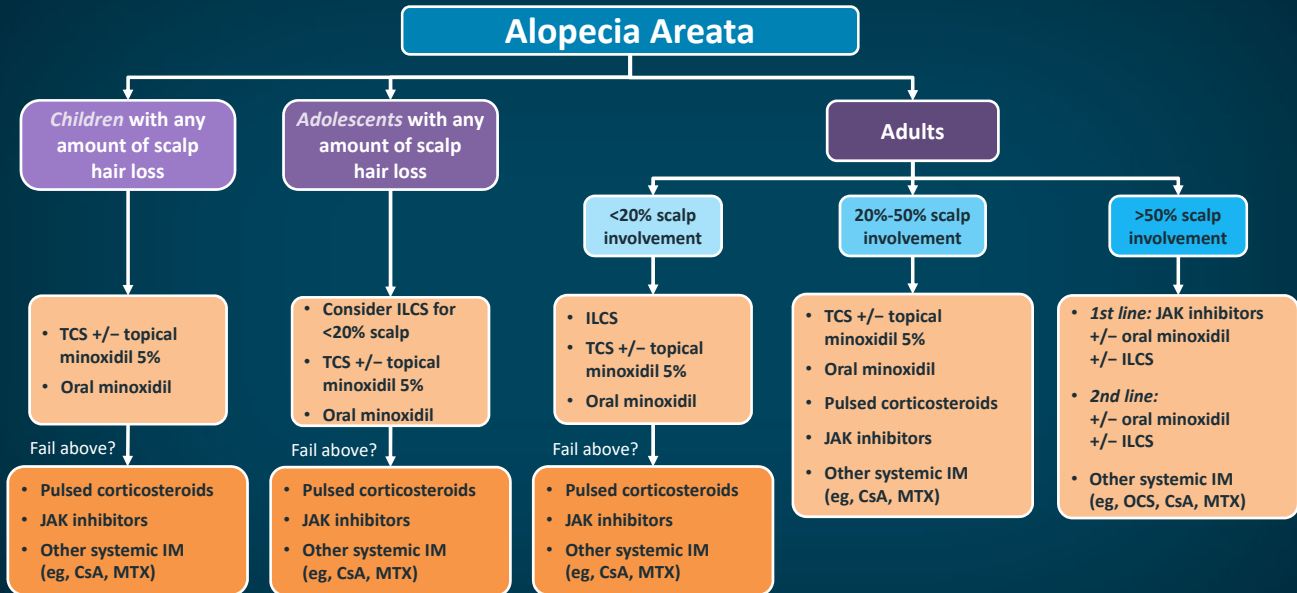 Alopecia Areata
Children with any
amount of scalp
hair loss
Adolescents with any
amount of scalp
hair loss
Adults
<20% scalp
involvement
20%-50% scalp
involvement
>50% scalp
involvement
• TCS +/− topical
minoxidil 5%
• Oral minoxidil
• Consider ILCS for
<20% scalp
• TCS +/− topical
minoxidil 5%
• Oral minoxidil
• ILCS
• TCS +/− topical
minoxidil 5%
• Oral minoxidil
• TCS +/− topical
minoxidil 5%
• Oral minoxidil
• Pulsed corticosteroids
• JAK inhibitors
• Other systemic IM
(eg, CsA, MTX)
• 1st line: JAK inhibitors
+/− oral minoxidil
+/− ILCS
• 2nd line:
+/− oral minoxidil
+/− ILCS
• Other systemic IM
(eg, OCS, CsA, MTX)
Fail above?
• Pulsed corticosteroids
• JAK inhibitors
• Other systemic IM
(eg, CsA, MTX)
Fail above?
• Pulsed corticosteroids
• JAK inhibitors
• Other systemic IM
(eg, CsA, MTX)
Fail above?
• Pulsed corticosteroids
• JAK inhibitors
• Other systemic IM
(eg, CsA, MTX)